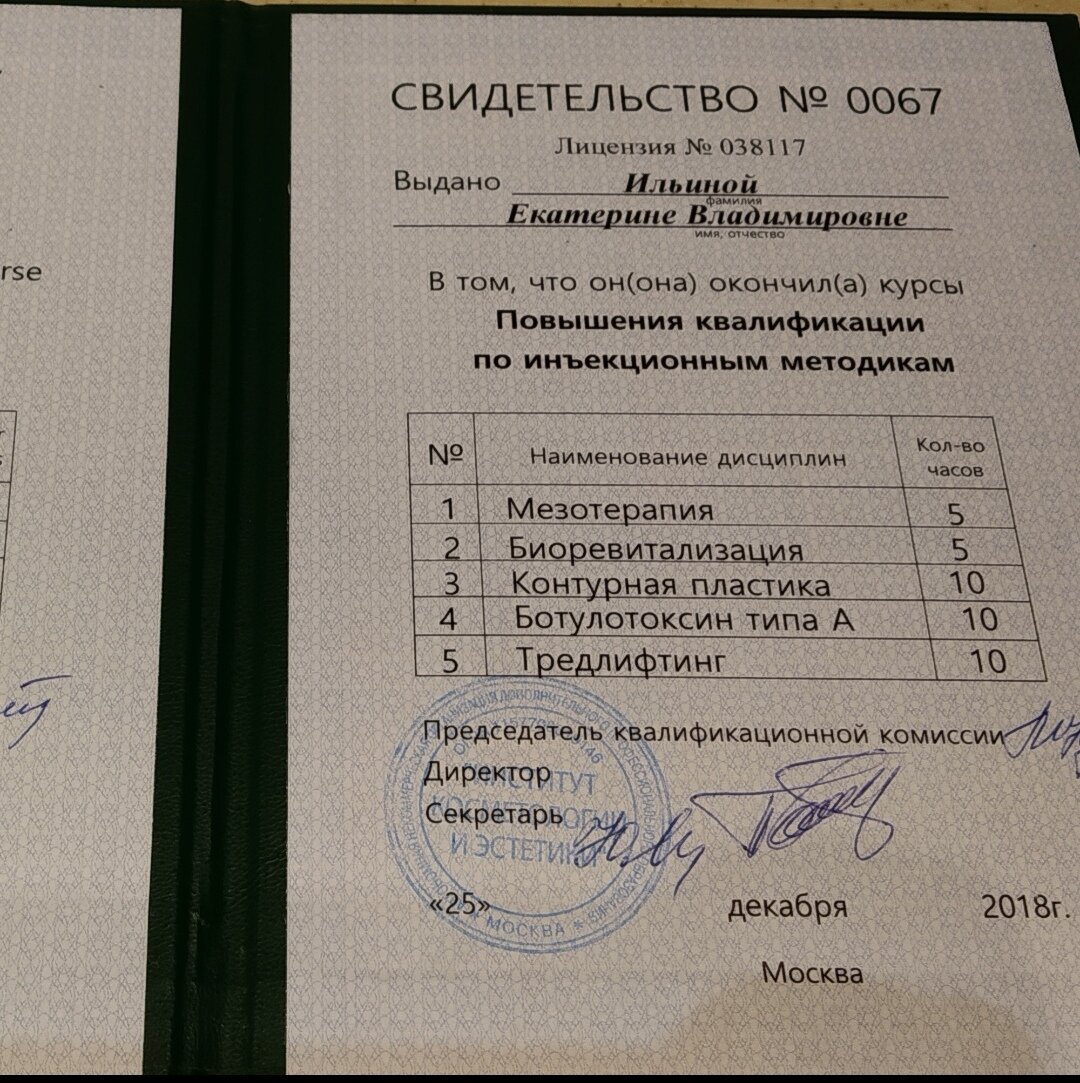 rse
СВИДЕТЕЛЬСТВО № 0067
Лицензия № 038117
Выдано Ильиной
фамилия
Екатерине Владимировне
имя, отчество
В том, что он(она) окончил(а) курсы
Повышения квалификации
по инъекционным методикам
№ Наименование дисциплин Кол-во часов
1 Мезотерапия 5
2 Биоревитализация 5
3 Контурная пластика 10
4 Ботулотоксин типа А 10
5 Тредлифтинг 10
Председатель квалификационной комиссии
Директор
Секретарь
ИНСТИТУТ
КОСМЕТОЛОГИИ
И ЭСТЕТИКИ
МОСКВА
«25» декабря 2018г.
Москва